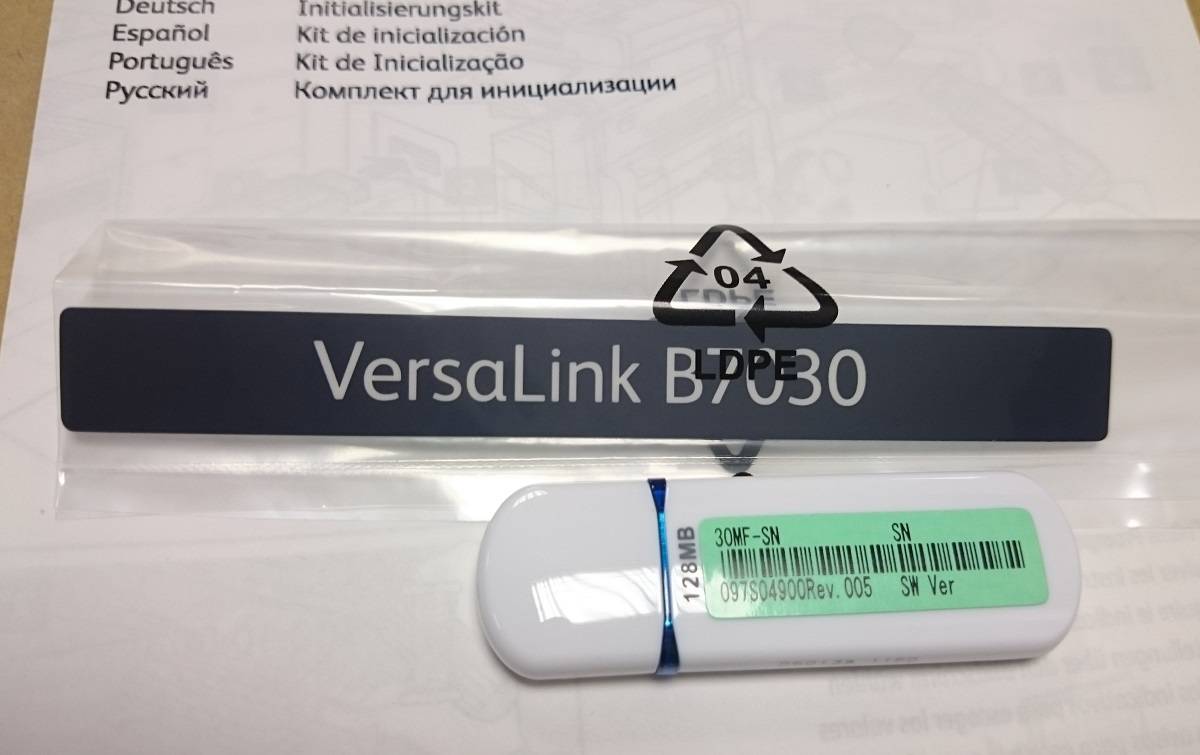 Deutsch Initialisierungskit
Español Kit de inicialización
Português Kit de Inicialização
Русский Комплект для инициализации
04
LDPE
VersaLink B7030
128MB
30MF-SN SN
097S04900Rev.005 SW Ver